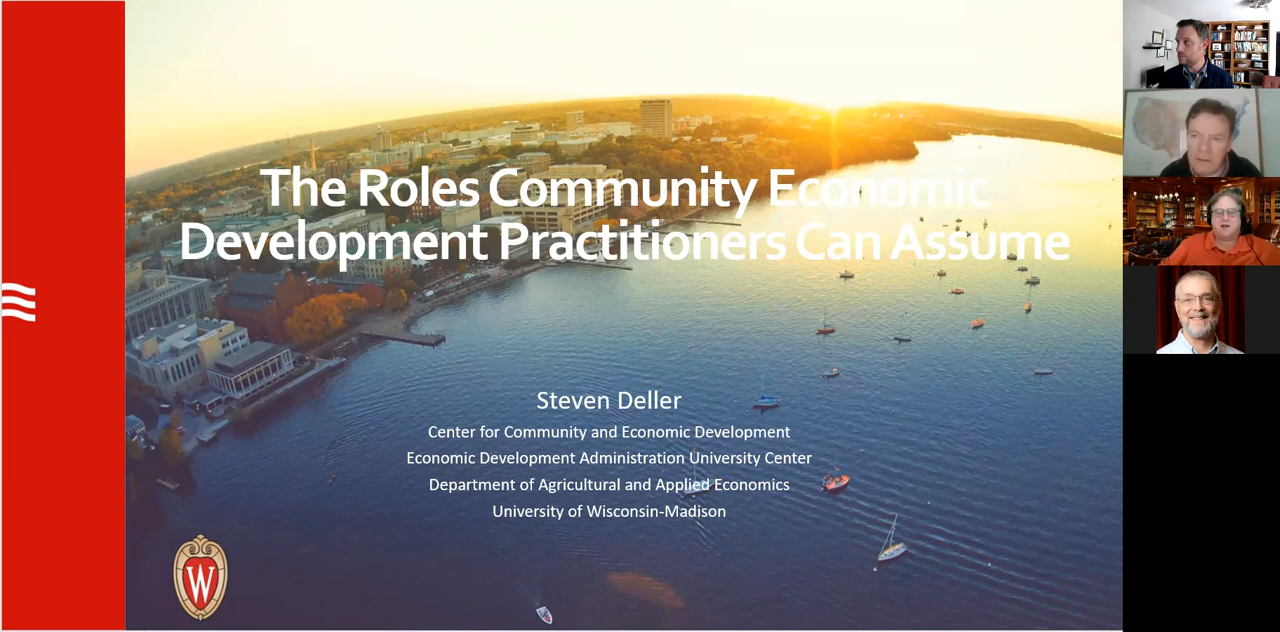 The Roles Community Economic
Development Practitioners Can Assume
Steven Deller
Center for Community and Economic Development
Economic Development Administration University Center
Department of Agricultural and Applied Economics
University of Wisconsin-Madison
W